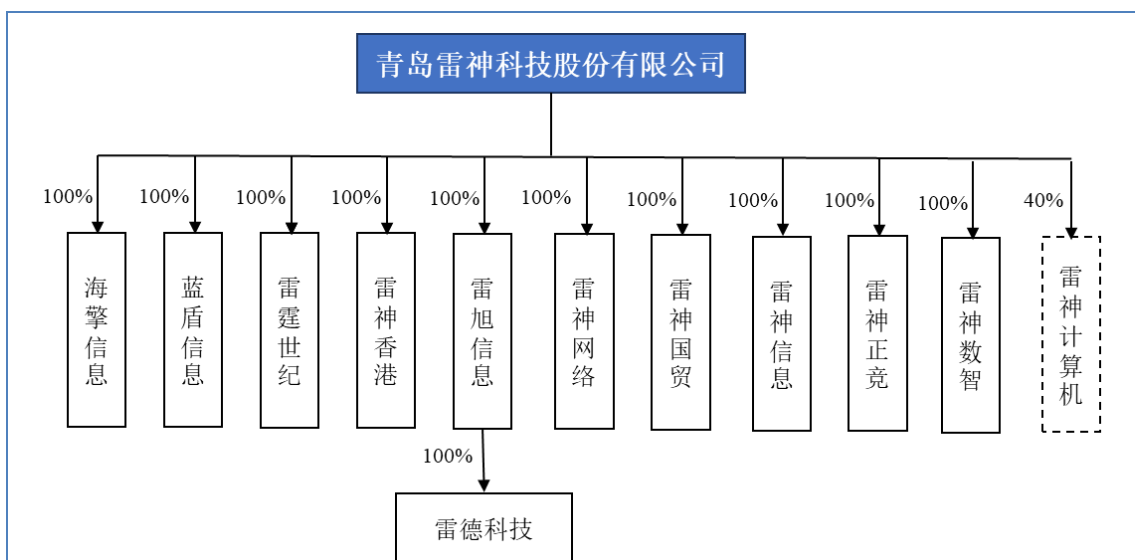 青岛雷神科技股份有限公司
100%
100%
100%
100%
100%
100%
100%
100%
100%
100%
40%
海擎信息
蓝盾信息
雷霆世纪
雷神香港
雷旭信息
雷神网络
雷神国贸
雷神信息
雷神正竞
雷神数智
雷神计算机
100%
雷德科技